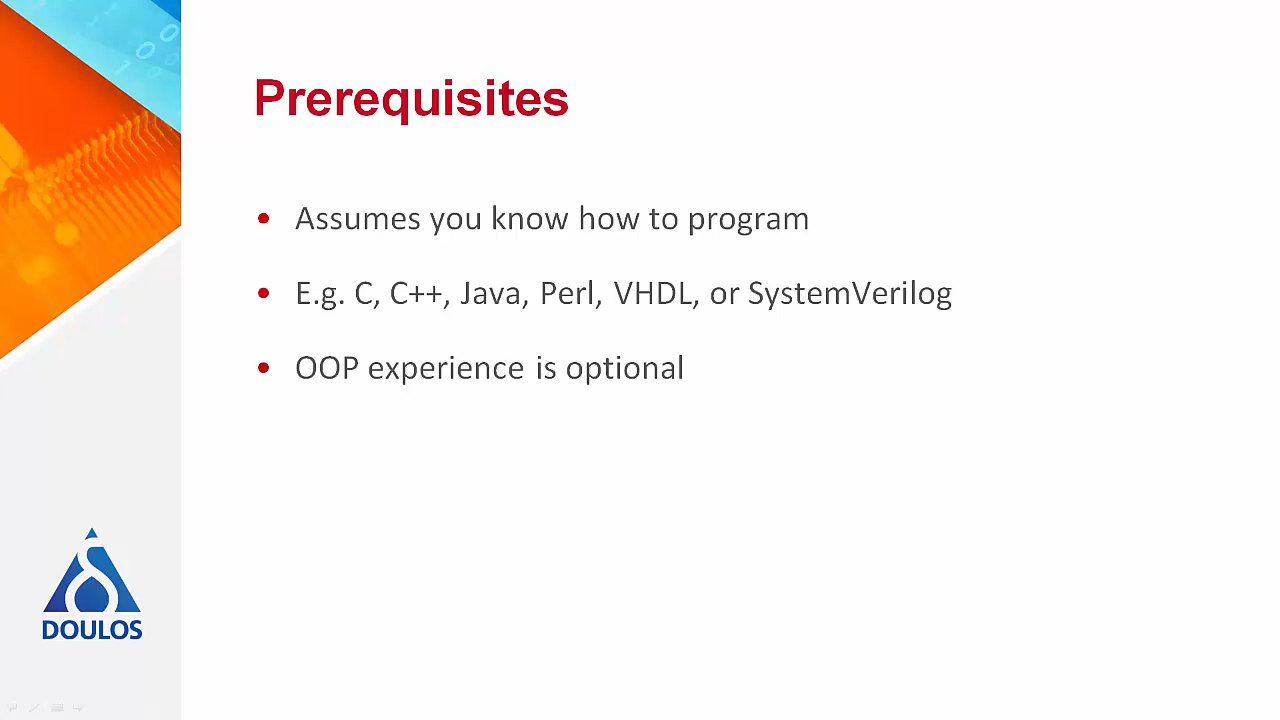 Prerequisites
• Assumes you know how to program
• E.g. C, C++, Java, Perl, VHDL, or SystemVerilog
• OOP experience is optional
DOULOS